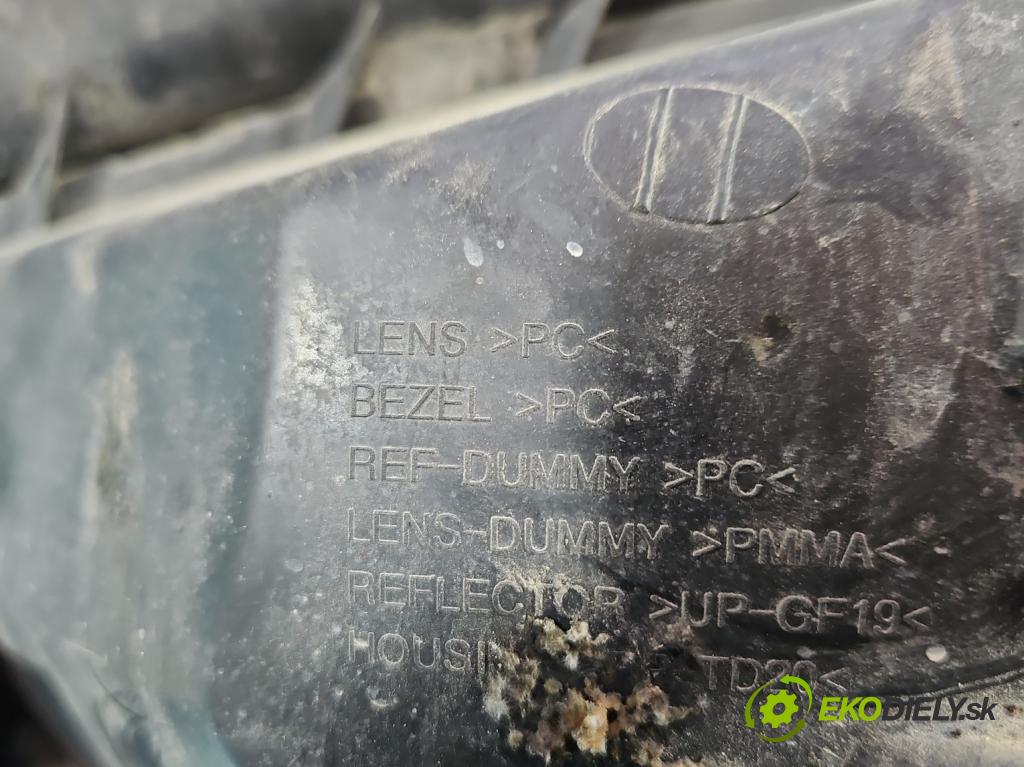 LENS >PC<
BEZEL >PC<
REF-DUMMY >PC<
LENS-DUMMY >PMMA<
REFLECTOR >UP-GF19<
EKODIELY.sk